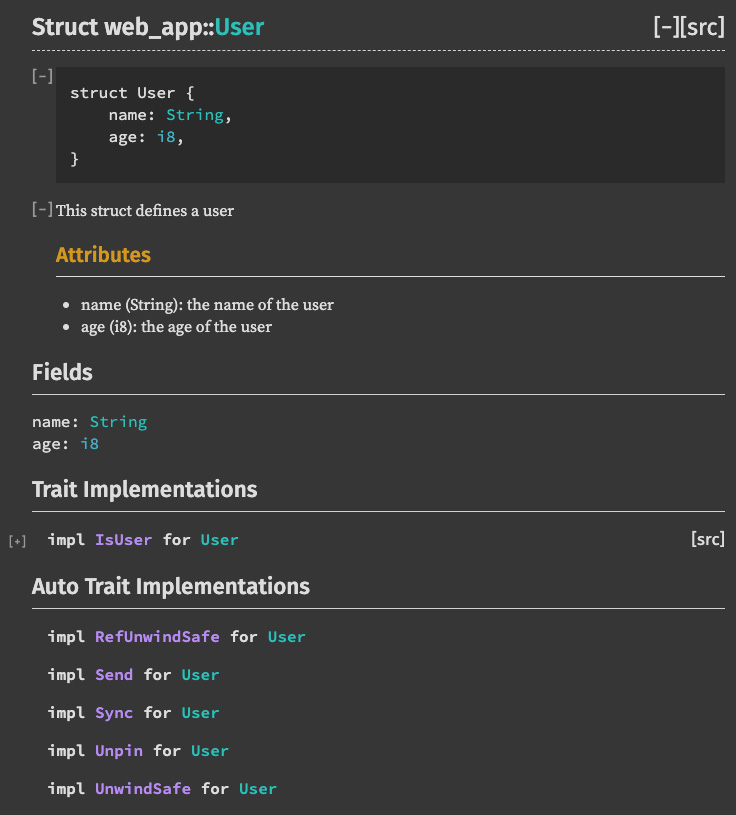 Struct web_app::User [−][src]
[−]
struct User {
    name: String,
    age: i8,
}
[−] This struct defines a user
Attributes
• name (String): the name of the user
• age (i8): the age of the user
Fields
name: String
age: i8
Trait Implementations
[+] impl IsUser for User [src]
Auto Trait Implementations
impl RefUnwindSafe for User
impl Send for User
impl Sync for User
impl Unpin for User
impl UnwindSafe for User